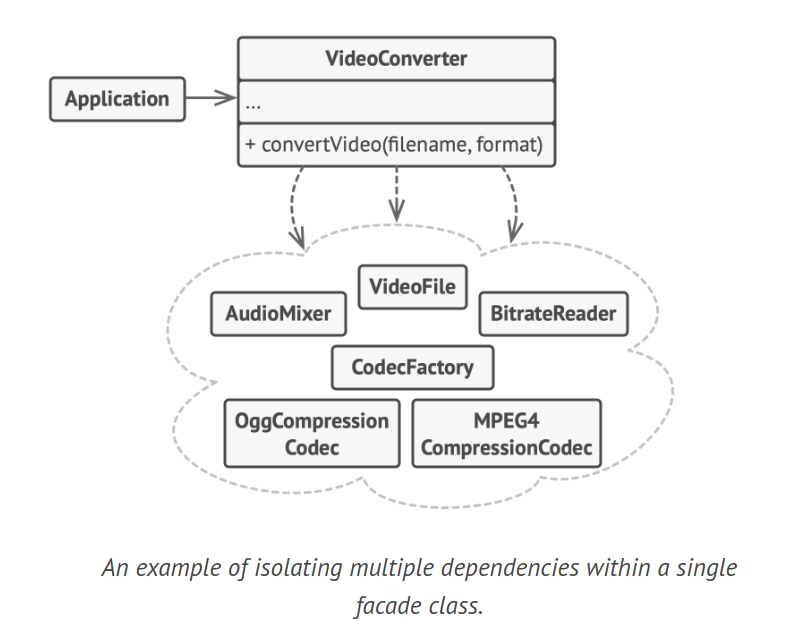 VideoConverter
Application
...
+ convertVideo(filename, format)
VideoFile
AudioMixer
BitrateReader
CodecFactory
OggCompression
Codec
MPEG4
CompressionCodec
An example of isolating multiple dependencies within a single
facade class.